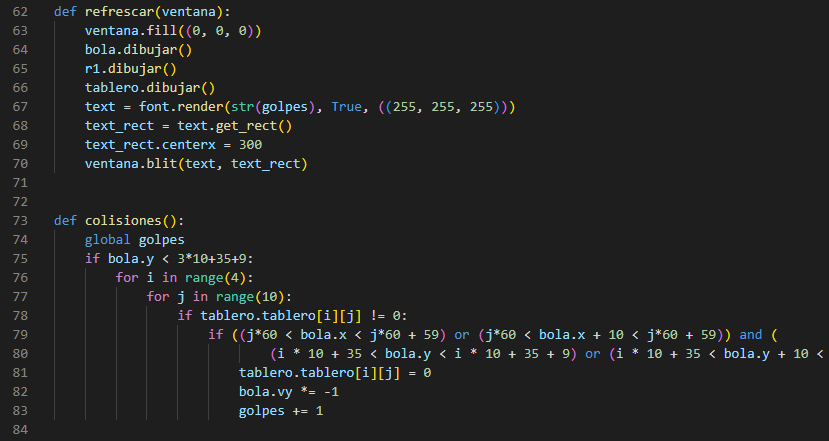 62 def refrescar(ventana):
63     ventana.fill((0, 0, 0))
64     bola.dibujar()
65     r1.dibujar()
66     tablero.dibujar()
67     text = font.render(str(golpes), True, ((255, 255, 255)))
68     text_rect = text.get_rect()
69     text_rect.centerx = 300
70     ventana.blit(text, text_rect)
71
72
73 def colisiones():
74     global golpes
75     if bola.y < 3*10+35+9:
76         for i in range(4):
77             for j in range(10):
78                 if tablero.tablero[i][j] != 0:
79                     if ((j*60 < bola.x < j*60 + 59) or (j*60 < bola.x + 10 < j*60 + 59)) and (
80                             (i * 10 + 35 < bola.y < i * 10 + 35 + 9) or (i * 10 + 35 < bola.y + 10 <
81                         tablero.tablero[i][j] = 0
82                         bola.vy *= -1
83                         golpes += 1
84